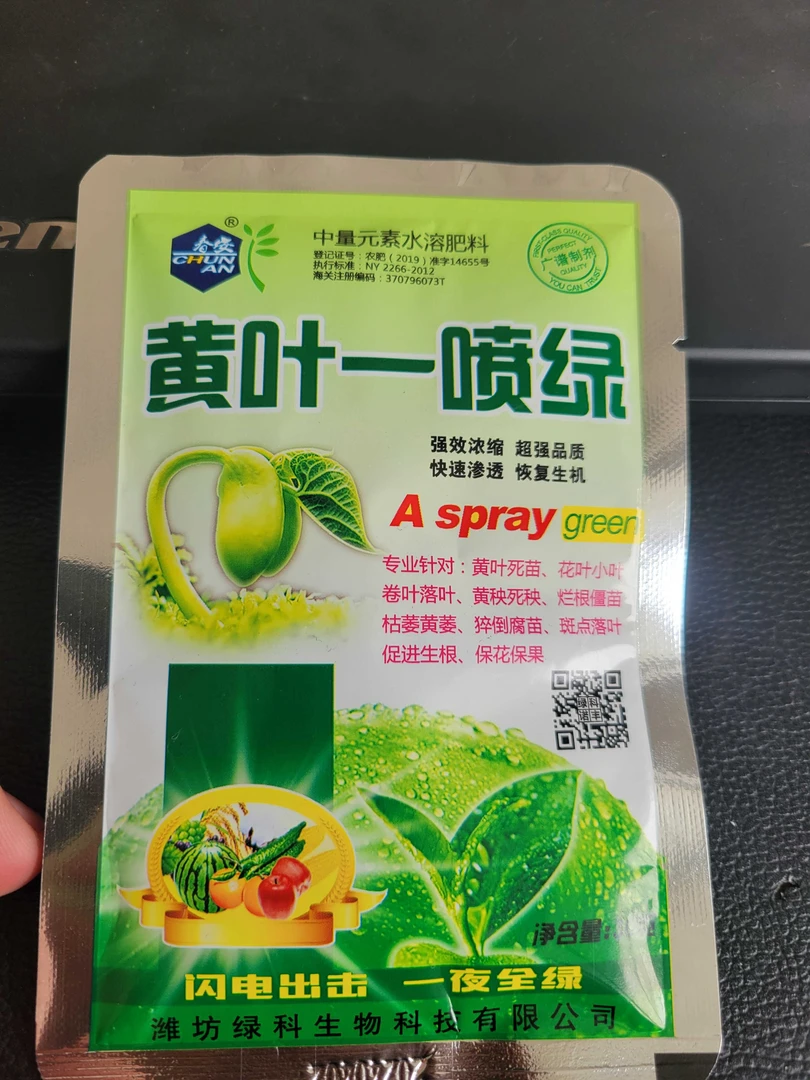 春安
CHUN
AN
®
中量元素水溶肥料
登记证号：农肥（2019）准字14655号
执行标准：NY 2266-2012
海关注册编码：370796073T
FIRST-CLASS QUALITY
PERFECT
广谱制剂
QUALITY
YOU CAN TRUST
黄叶一喷绿
强效浓缩 超强品质
快速渗透 恢复生机
A spray green
专业针对：黄叶死苗、花叶小叶
卷叶落叶、黄秧死秧、烂根僵苗
枯萎黄萎、猝倒腐苗、斑点落叶
促进生根、保花保果
绿科
诺丰
净含量:
闪电出击 一夜全绿
潍坊绿科生物科技有限公司